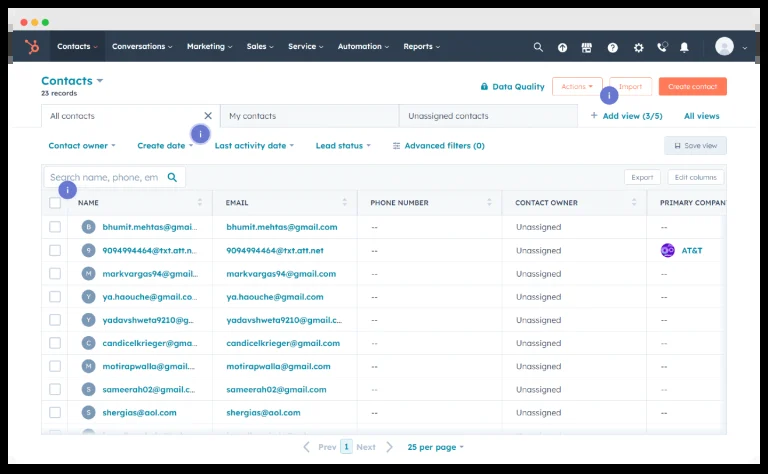 Contacts Conversations Marketing Sales Service Automation Reports
Contacts
23 records
Data Quality Actions Import Create contact
All contacts My contacts Unassigned contacts + Add view (3/5) All views
Contact owner Create date Last activity date Lead status Advanced filters (0) Save view
Search name, phone, em Export Edit columns
NAME EMAIL PHONE NUMBER CONTACT OWNER PRIMARY COMPAN
B bhumit.mehtas@gmai... bhumit.mehtas@gmail.com -- Unassigned --
9 9094994464@txt.att.n... 9094994464@txt.att.net -- Unassigned AT&T
M markvargas94@gmail... markvargas94@gmail.com -- Unassigned --
Y ya.haouche@gmail.c... ya.haouche@gmail.com -- Unassigned --
Y yadavshweta9210@g... yadavshweta9210@gmail.c... -- Unassigned --
C candicelkrieger@gma... candicelkrieger@gmail.com -- Unassigned --
M motirapwalla@gmail.... motirapwalla@gmail.com -- Unassigned --
S sameerah02@gmail.c... sameerah02@gmail.com -- Unassigned --
S shergias@aol.com shergias@aol.com -- Unassigned --
Prev 1 Next 25 per page